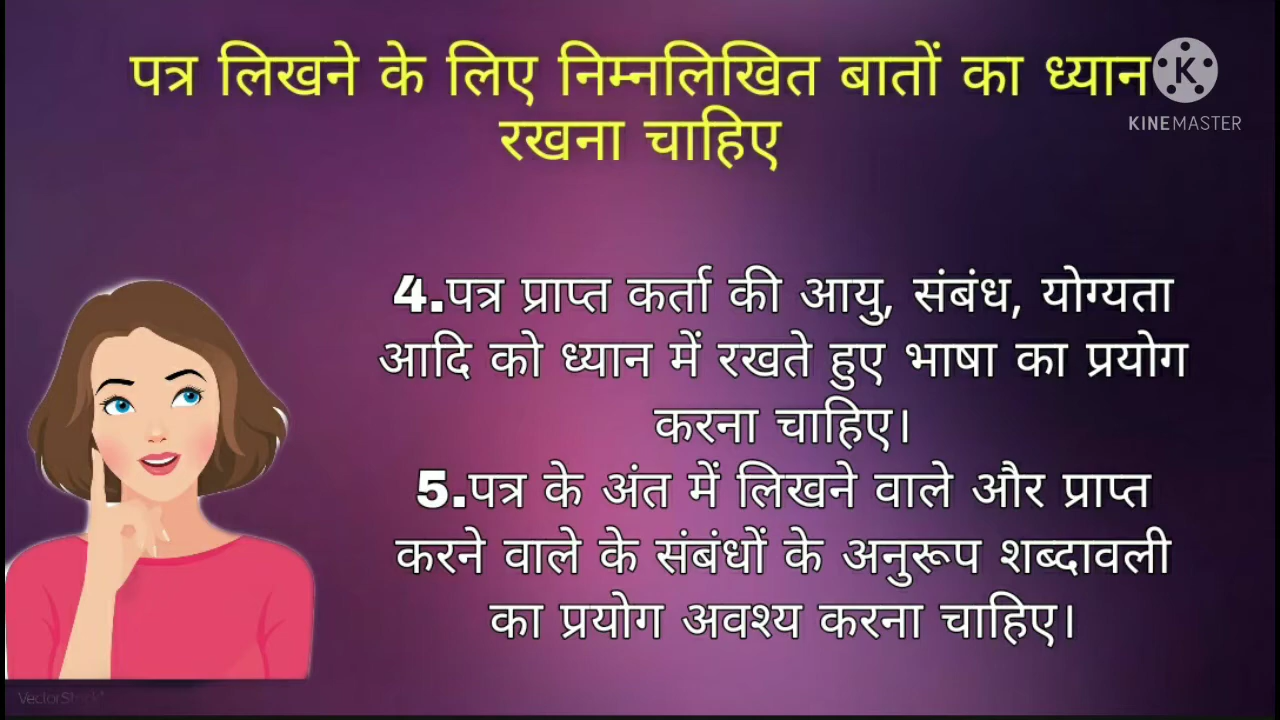 पत्र लिखने के लिए निम्नलिखित बातों का ध्यान
रखना चाहिए
K
KINEMASTER
4.पत्र प्राप्त कर्ता की आयु, संबंध, योग्यता
आदि को ध्यान में रखते हुए भाषा का प्रयोग
करना चाहिए।
5.पत्र के अंत में लिखने वाले और प्राप्त
करने वाले के संबंधों के अनुरूप शब्दावली
का प्रयोग अवश्य करना चाहिए।
VectorStock